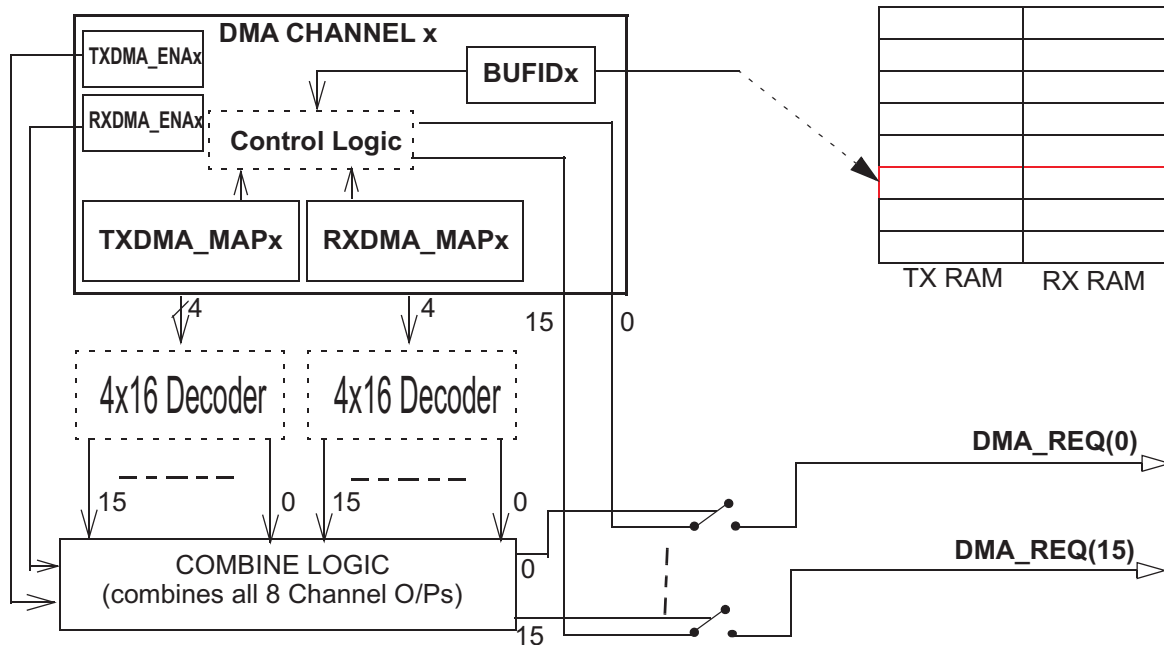 DMA CHANNEL x
TXDMA_ENAx
BUFIDx
RXDMA_ENAx
Control Logic
TXDMA_MAPx
RXDMA_MAPx
TX RAM
RX RAM
4
4
15
0
4x16 Decoder
4x16 Decoder
DMA_REQ(0)
15
0
15
0
COMBINE LOGIC
(combines all 8 Channel O/Ps)
0
DMA_REQ(15)
15